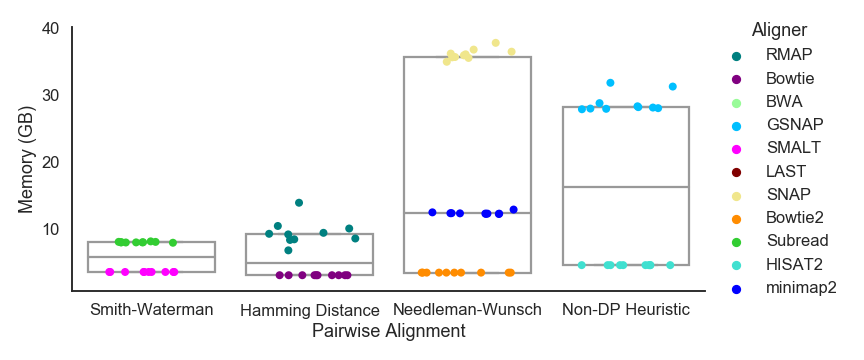 Memory (GB)
40
30
20
10
Smith-Waterman
Hamming Distance
Needleman-Wunsch
Non-DP Heuristic
Pairwise Alignment
Aligner
RMAP
Bowtie
BWA
GSNAP
SMALT
LAST
SNAP
Bowtie2
Subread
HISAT2
minimap2